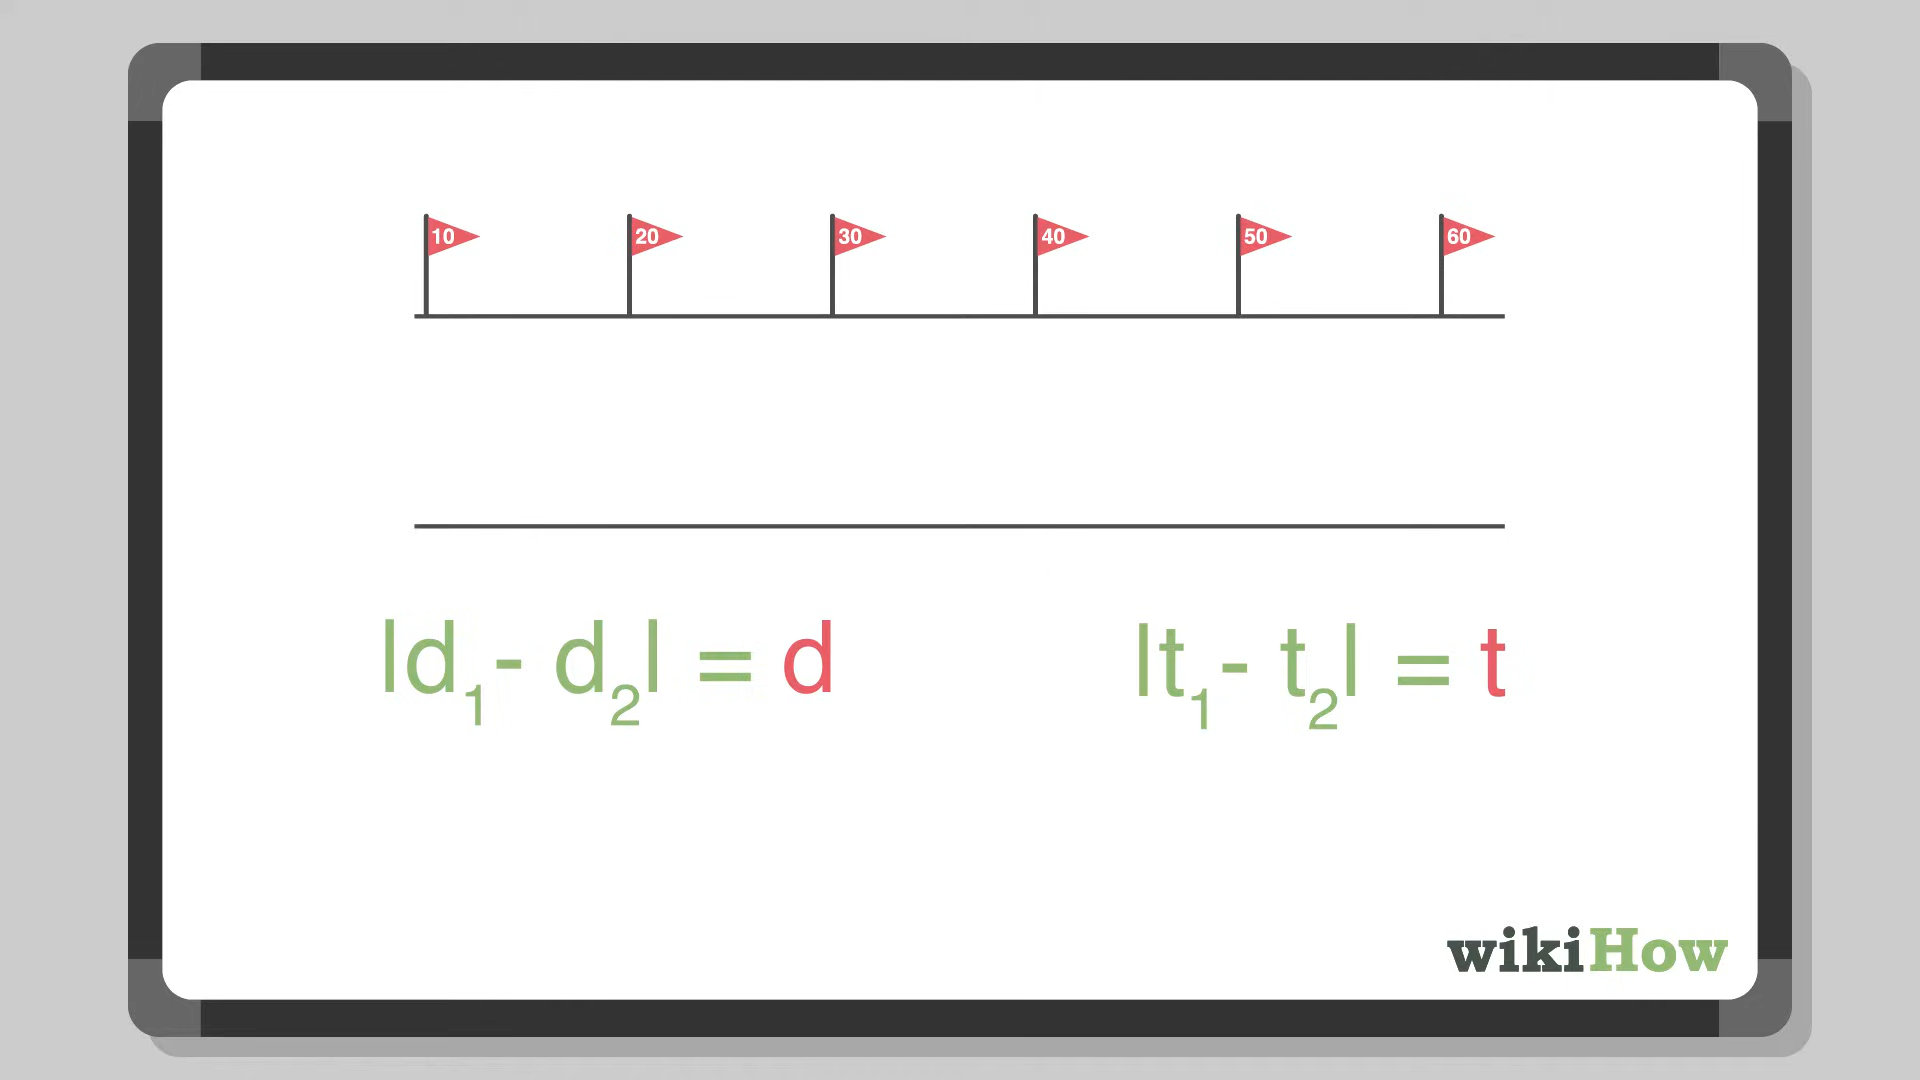 10 20 30 40 50 60
|d₁- d₂| = d |t₁- t₂| = t
wikiHow